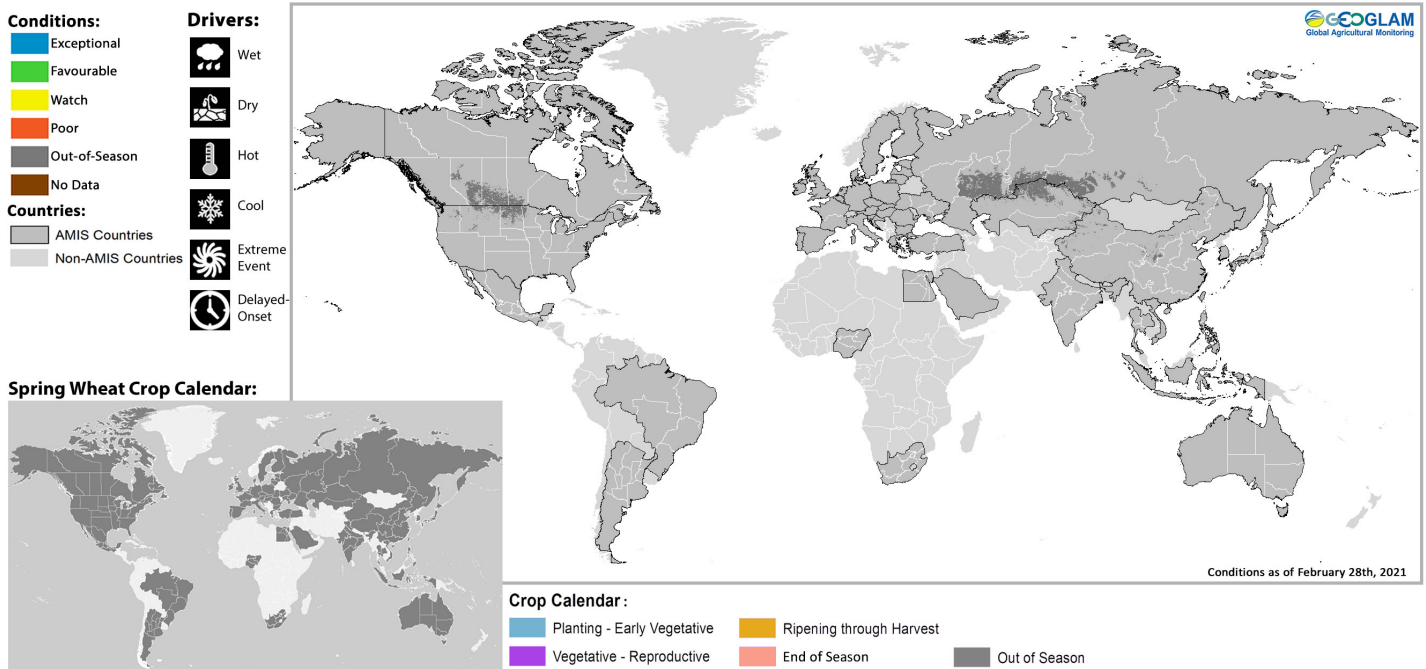 Conditions:
Exceptional
Favourable
Watch
Poor
Out-of-Season
No Data
Countries:
AMIS Countries
Non-AMIS Countries
Drivers:
Wet
Dry
Hot
Cool
Extreme
Event
Delayed-
Onset
GEOGLAM
Global Agricultural Monitoring
Conditions as of February 28th, 2021
Spring Wheat Crop Calendar:
Crop Calendar :
Planting - Early Vegetative
Ripening through Harvest
Vegetative - Reproductive
End of Season
Out of Season